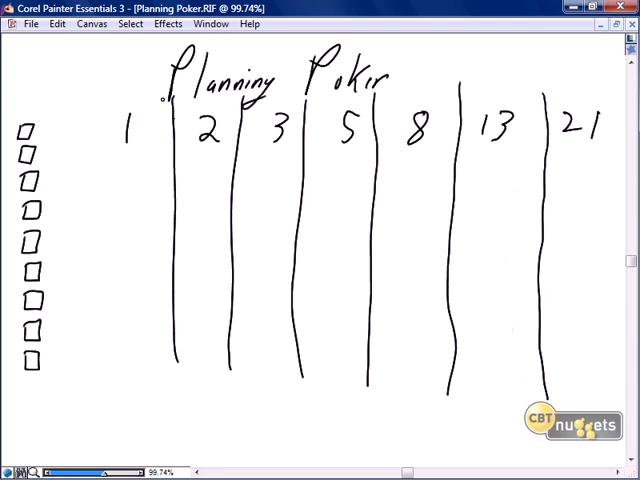 Corel Painter Essentials 3 - [Planning Poker.RIF @ 99.74%]
File Edit Canvas Effects Window Help
Planning Poker
1 2 3 5 8 13 21
CBT nuggets
99.74%